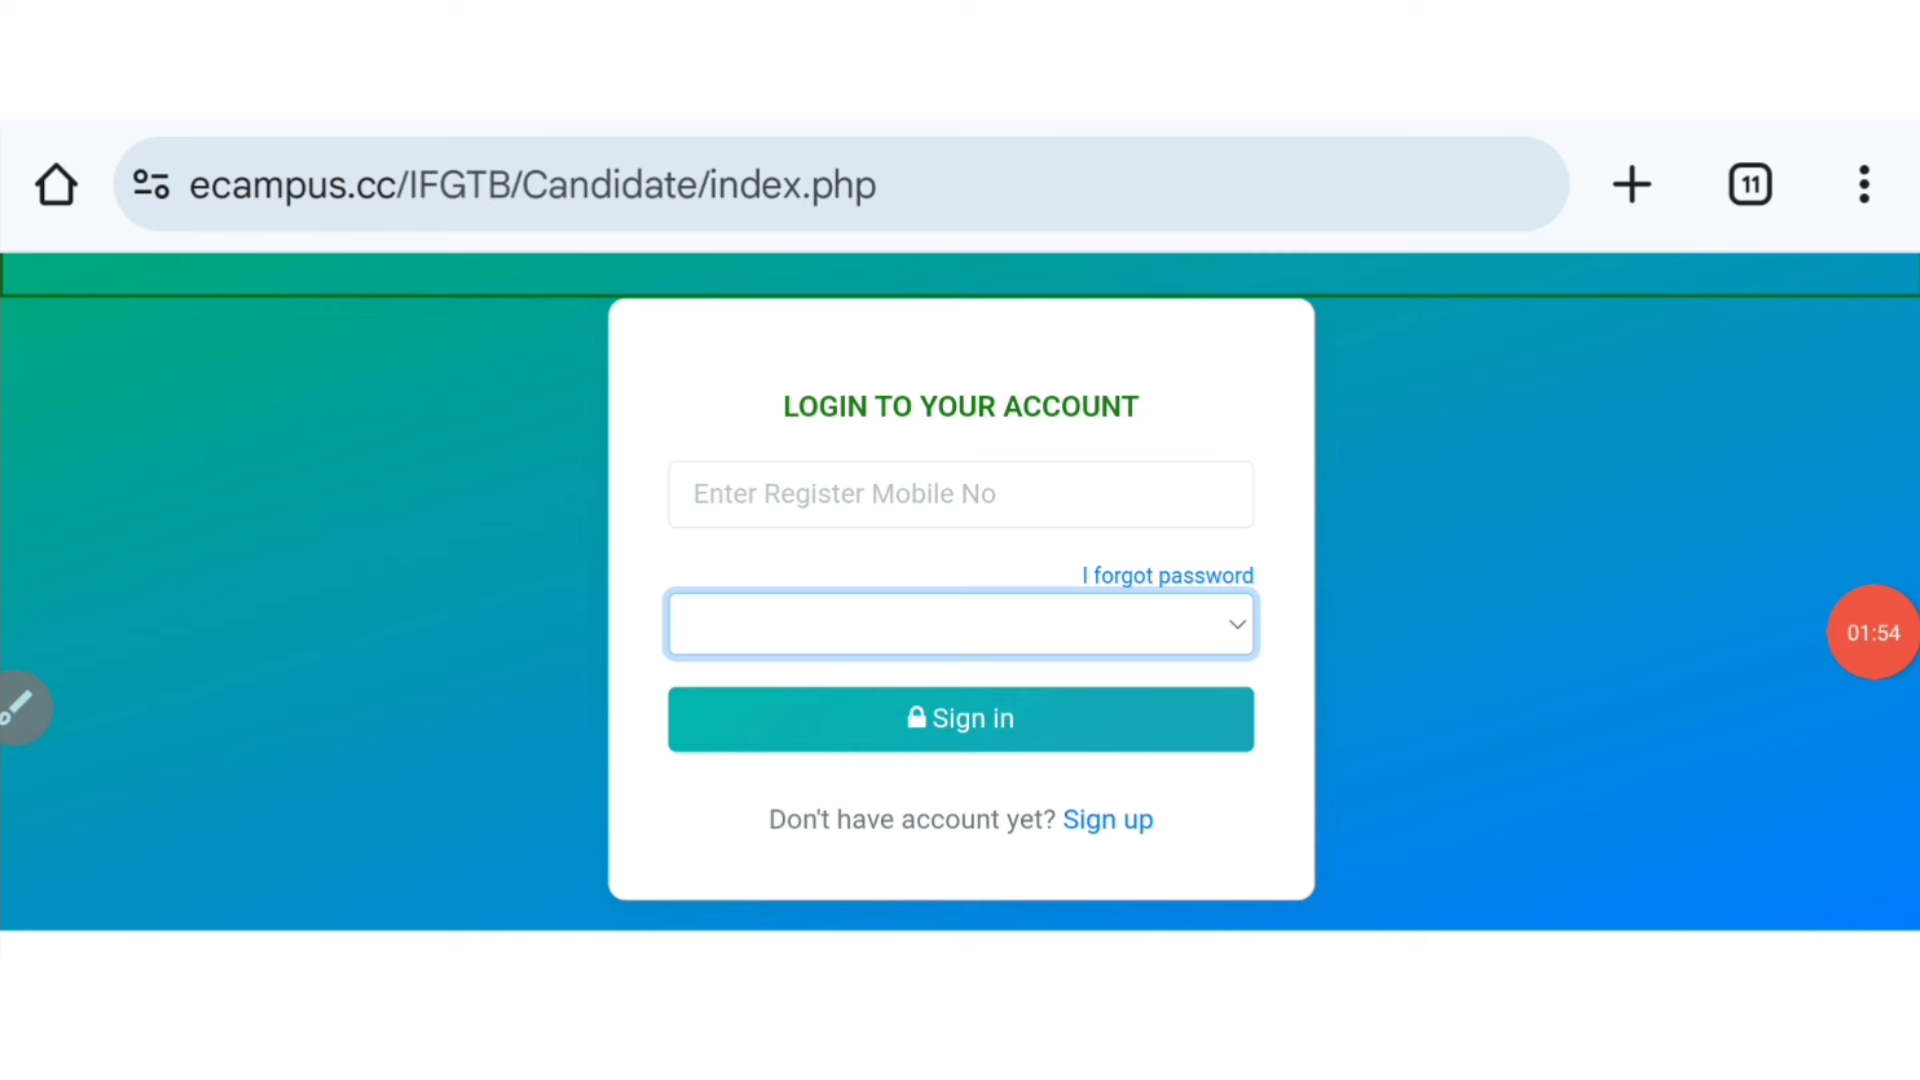 ecampus.cc/IFGTB/Candidate/index.php
11
LOGIN TO YOUR ACCOUNT
Enter Register Mobile No
I forgot password
01:54
Sign in
Don't have account yet? Sign up